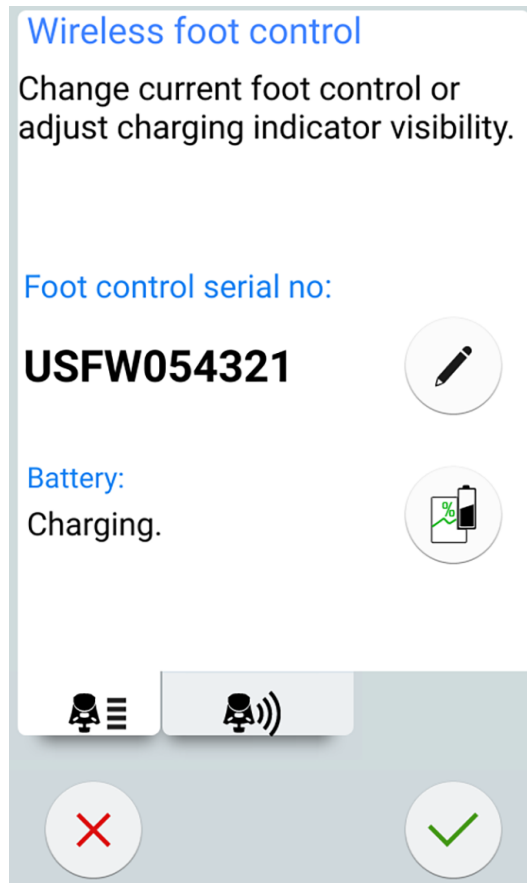 Wireless foot control
Change current foot control or
adjust charging indicator visibility.
Foot control serial no:
USFW054321
Battery:
%
Charging.